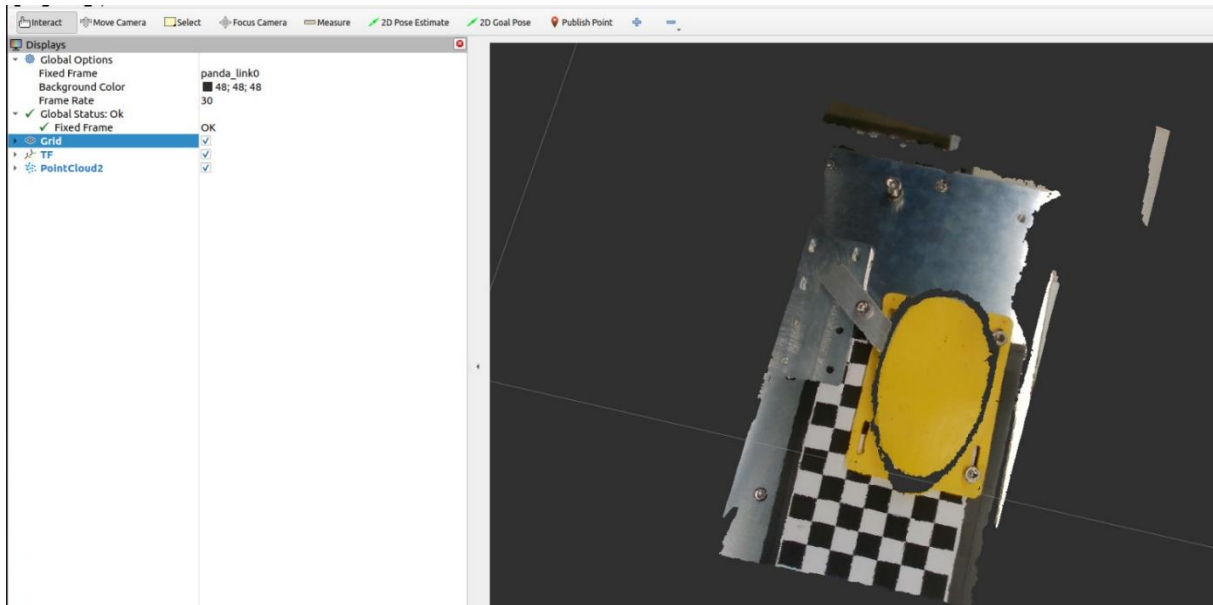 Interact Move Camera Select Focus Camera Measure 2D Pose Estimate 2D Goal Pose Publish Point
Displays
Global Options
Fixed Frame panda_link0
Background Color 48; 48; 48
Frame Rate 30
Global Status: Ok
Fixed Frame OK
Grid
TF
PointCloud2